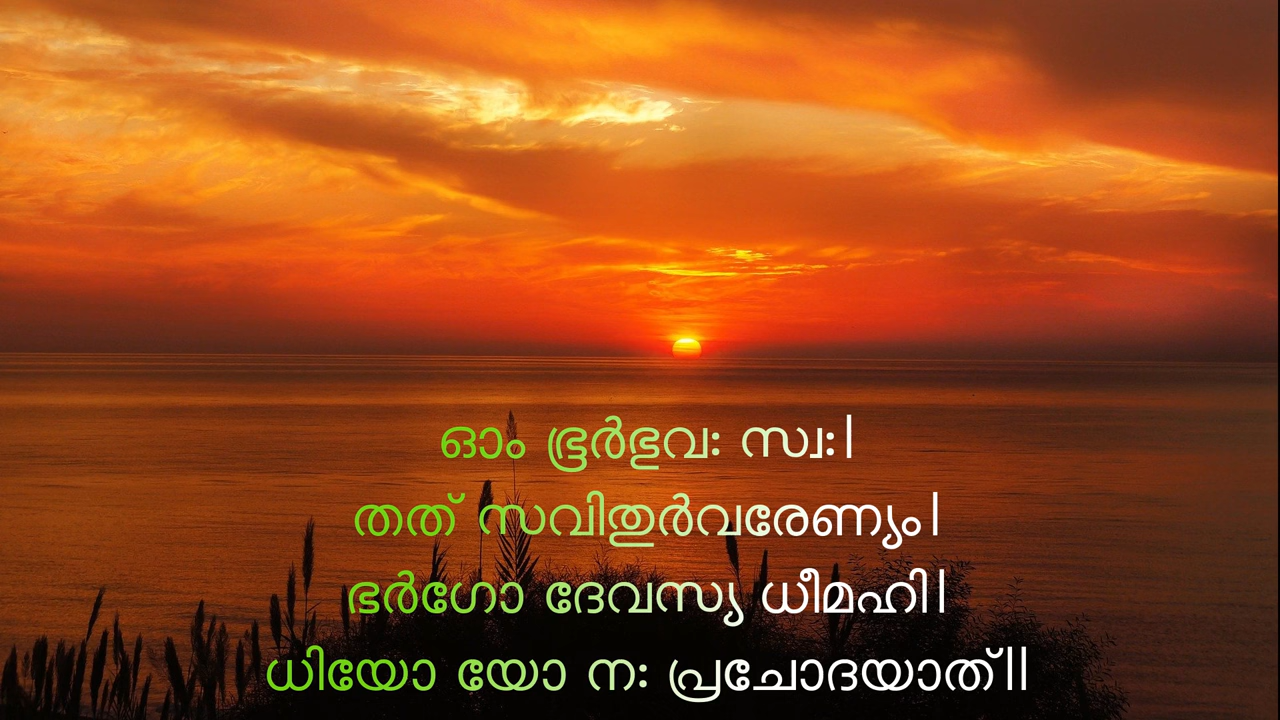 ഓം ഭൂർഭുവഃ സ്വഃ।
തത് സവിതുർവരേണ്യം।
ഭർഗോ ദേവസ്യ ധീമഹി।
ധിയോ യോ നഃ പ്രചോദയാത്॥